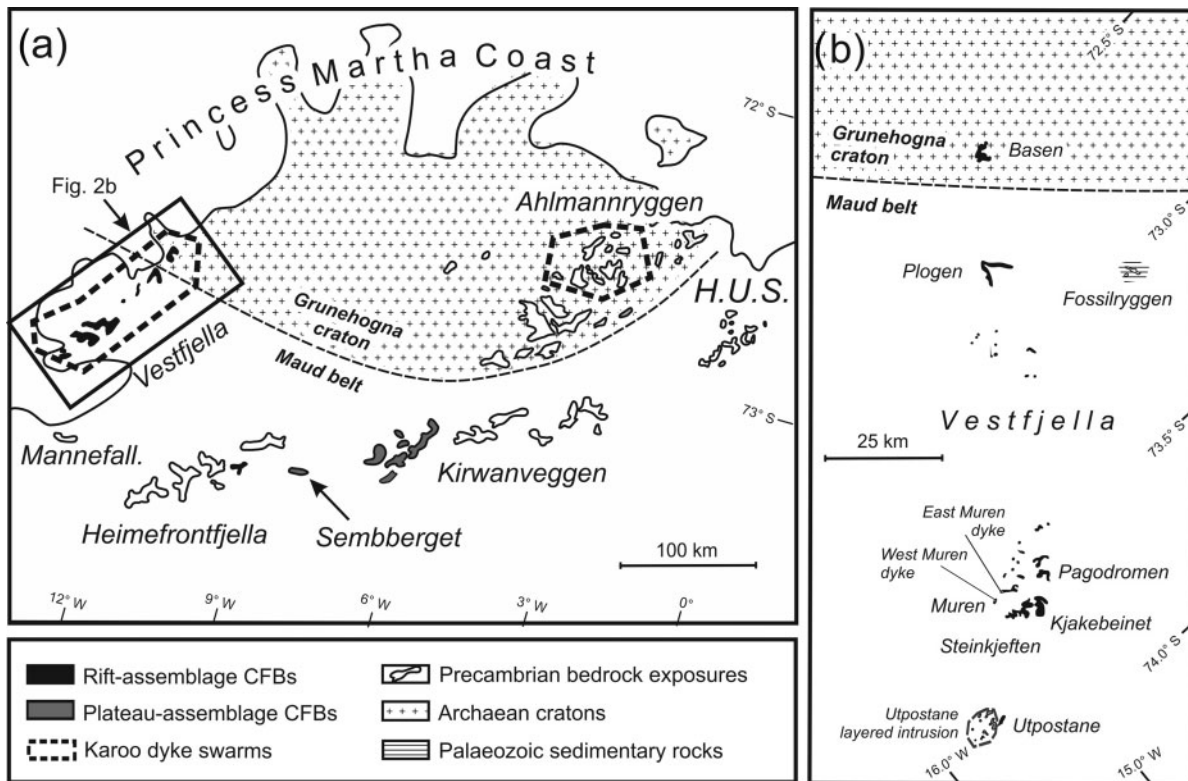 (a)
Princess Martha Coast
72° S
Fig. 2b
Ahlmannryggen
H.U.S.
Grunehogna
craton
Maud belt
Vestfjella
73° S
Mannefall.
Kirwanveggen
Heimefrontfjella
Sembberget
100 km
12° W
9° W
6° W
3° W
0°
Rift-assemblage CFBs
Plateau-assemblage CFBs
Karoo dyke swarms
Precambrian bedrock exposures
Archaean cratons
Palaeozoic sedimentary rocks
(b)
72.5° S
Grunehogna
craton
Basen
Maud belt
73.0° S
Plogen
Fossilryggen
Vestfjella
25 km
73.5° S
East Muren
dyke
West Muren
dyke
Pagodromen
Muren
Kjakebeinet
Steinkjeften
74.0° S
Utpostane
layered intrusion
Utpostane
16.0° W
15.0° W